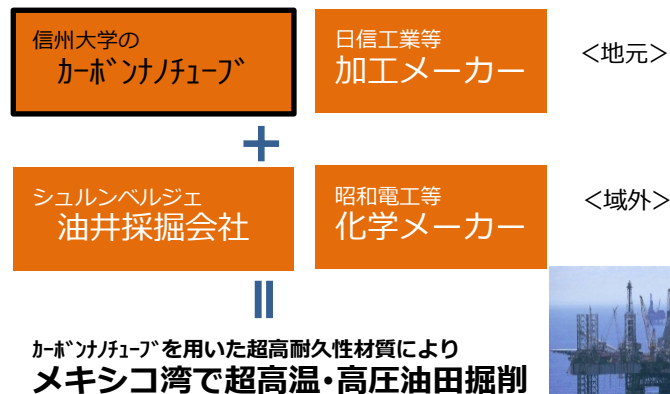 信州大学の
ｶｰﾎﾞﾝﾅﾉﾁｭｰﾌﾞ
日信工業等
加工メーカー
＜地元＞
＋
シュルンベルジェ
油井採掘会社
昭和電工等
化学メーカー
＜域外＞
||
ｶｰﾎﾞﾝﾅﾉﾁｭｰﾌﾞを用いた超高耐久性材質により
メキシコ湾で超高温・高圧油田掘削